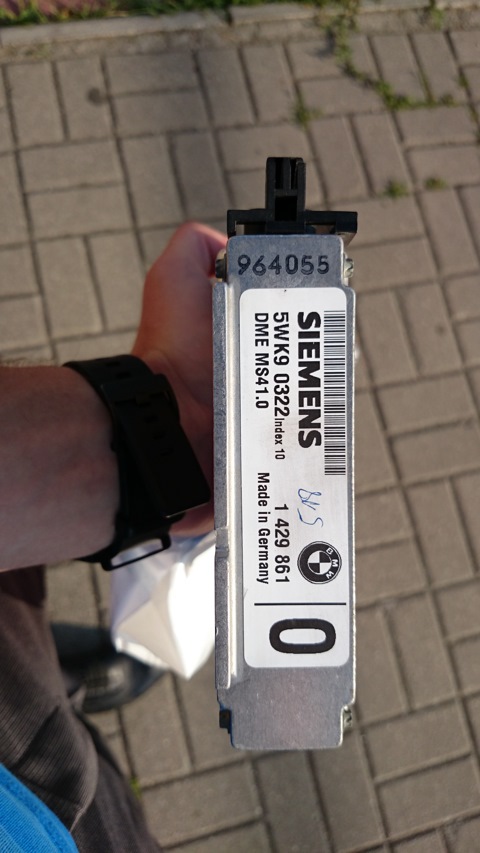 964055
SIEMENS
5WK9 0322 Index 10
DME MS41.0
BMW
1 429 861
Made in Germany
0